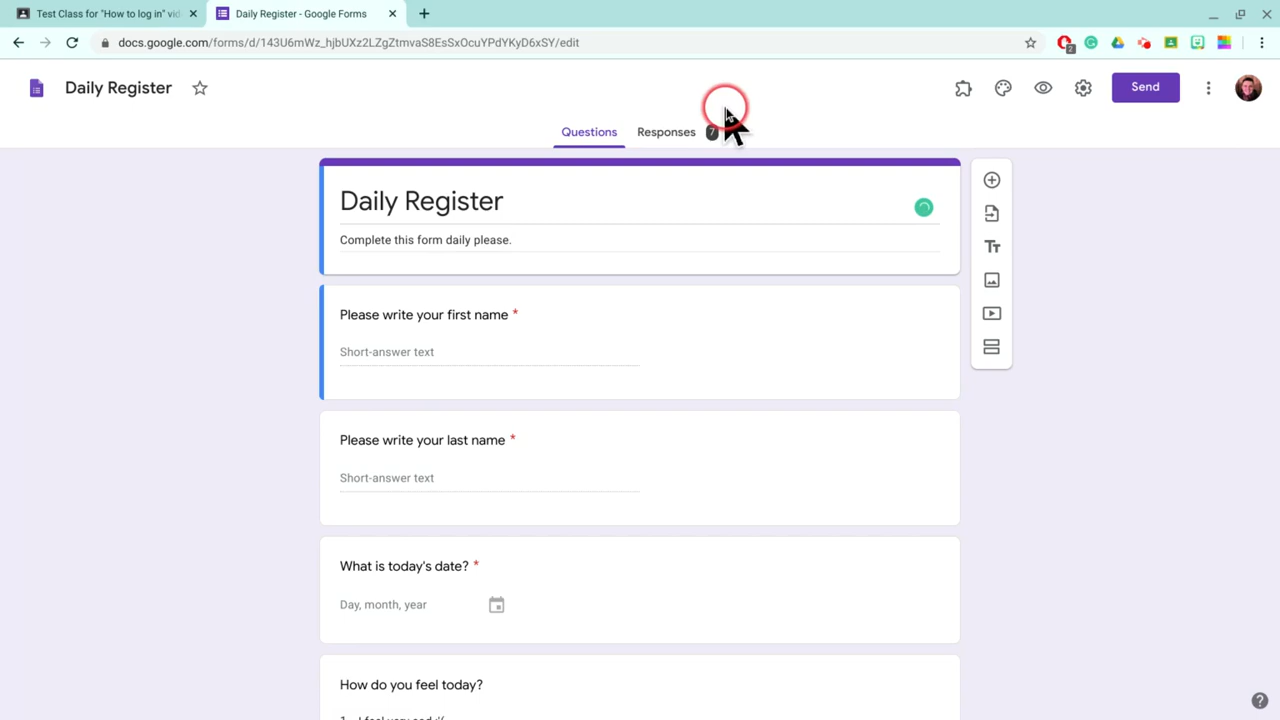 Test Class for "How to log in" vid
Daily Register - Google Forms
docs.google.com/forms/d/143U6mWz_hjbUXz2LZgZtmvaS8EsSxOcuYPdYKyD6xSY/edit
2
Daily Register
Send
Questions
Responses 7
Daily Register
Complete this form daily please.
Tt
Please write your first name *
Short-answer text
Please write your last name *
Short-answer text
What is today's date? *
Day, month, year
How do you feel today?